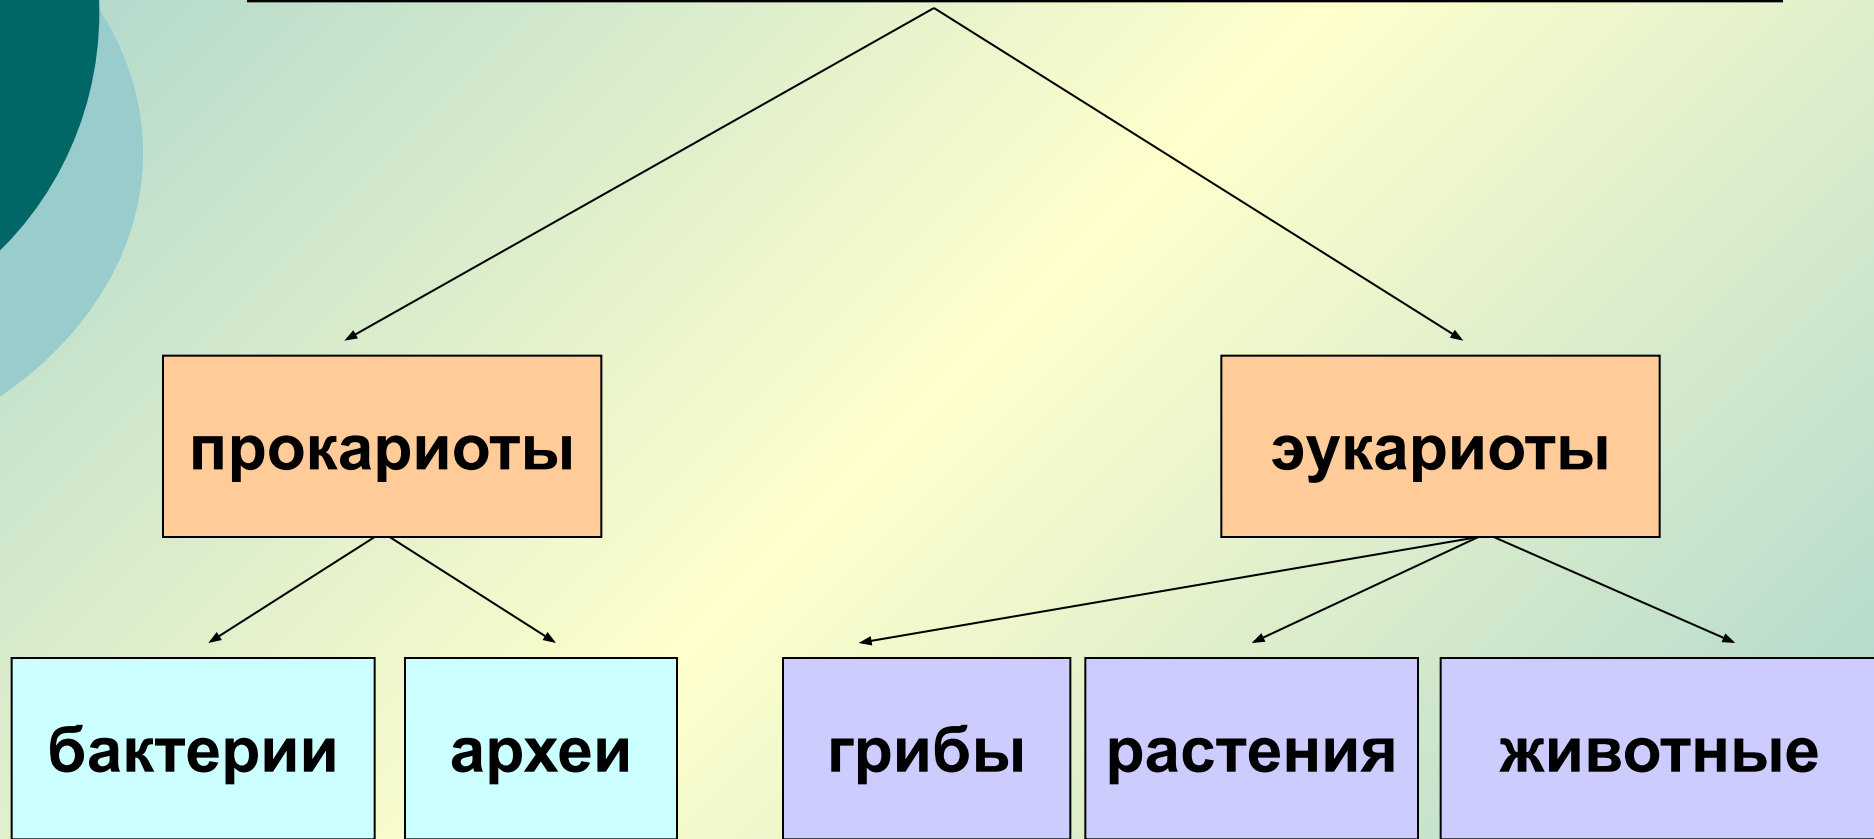 прокариоты
эукариоты
бактерии
археи
грибы
растения
животные